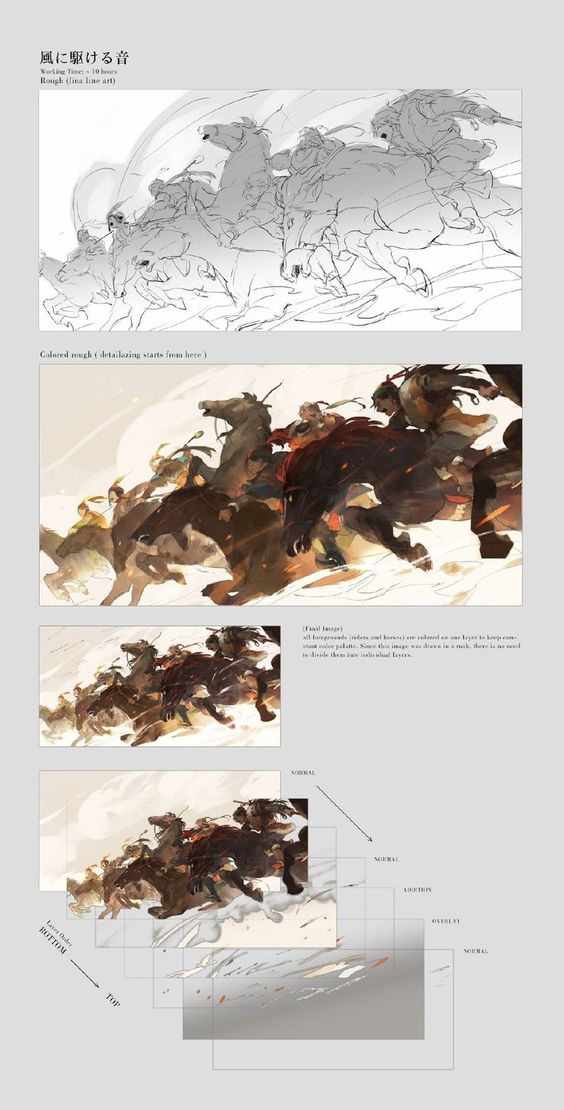 風に駆ける音
Working Time: ~ 10 hours
Rough (fina line art)
Colored rough ( detailazing starts from here )
(Final Image)
all foregrounds (riders and horses) are colored on one layer to keep con-
stant color palatte. Since this image was drawn in a rush, there is no need
to divide them into individual layers.
NORMAL
NORMAL
ADDITION
OVERLAY
NORMAL
Layer Order
BOTTOM
TOP